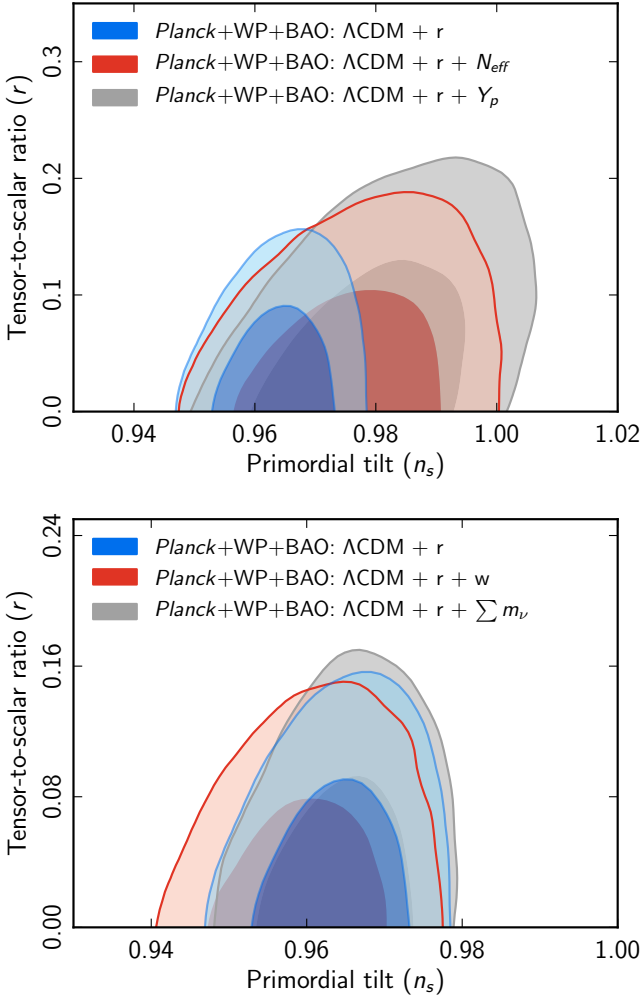 Planck+WP+BAO: ΛCDM + r
Planck+WP+BAO: ΛCDM + r + N_eff
Planck+WP+BAO: ΛCDM + r + Y_p
Tensor-to-scalar ratio (r)
0.3
0.2
0.1
0.0
0.94 0.96 0.98 1.00 1.02
Primordial tilt (n_s)
Planck+WP+BAO: ΛCDM + r
Planck+WP+BAO: ΛCDM + r + w
Planck+WP+BAO: ΛCDM + r + ∑ m_ν
Tensor-to-scalar ratio (r)
0.24
0.16
0.08
0.00
0.94 0.96 0.98 1.00
Primordial tilt (n_s)